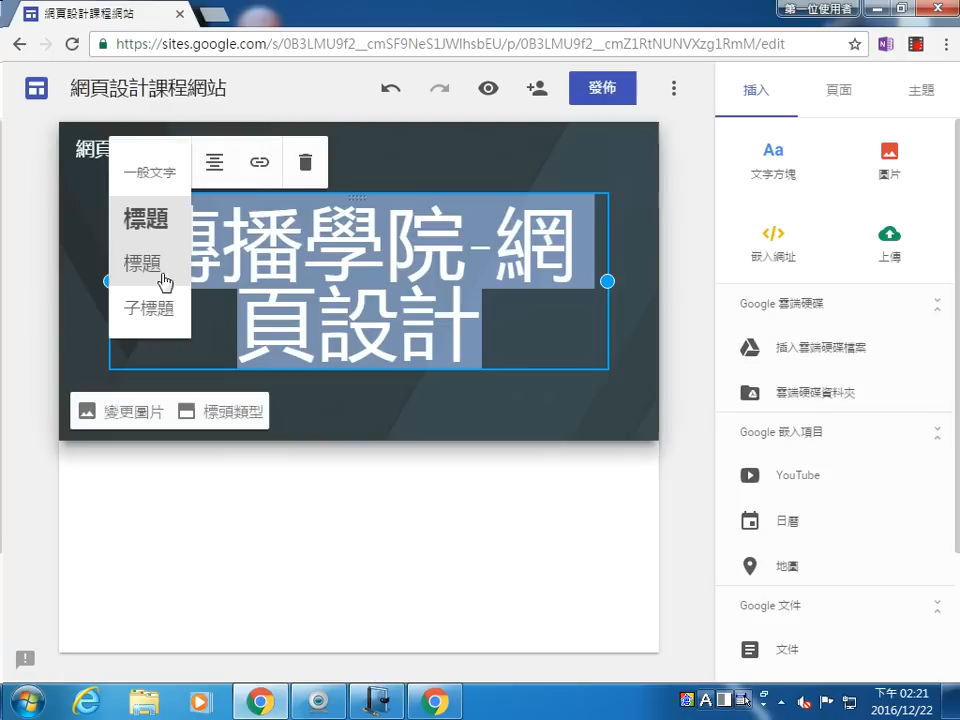 網頁設計課程網站
第一位使用者
https://sites.google.com/s/0B3LMU9f2__cmSF9NeS1JWlhsbEU/p/0B3LMU9f2__cmZ1RtNUNVXzg1RmM/edit
網頁設計課程網站
發佈
插入
頁面
主題
網頁
一般文字
標題
標題
子標題
傳播學院-網
頁設計
變更圖片
標頭類型
Aa
文字方塊
圖片
嵌入網址
上傳
Google 雲端硬碟
插入雲端硬碟檔案
雲端硬碟資料夾
Google 嵌入項目
YouTube
日曆
地圖
Google 文件
文件
A
下午 02:21
2016/12/22